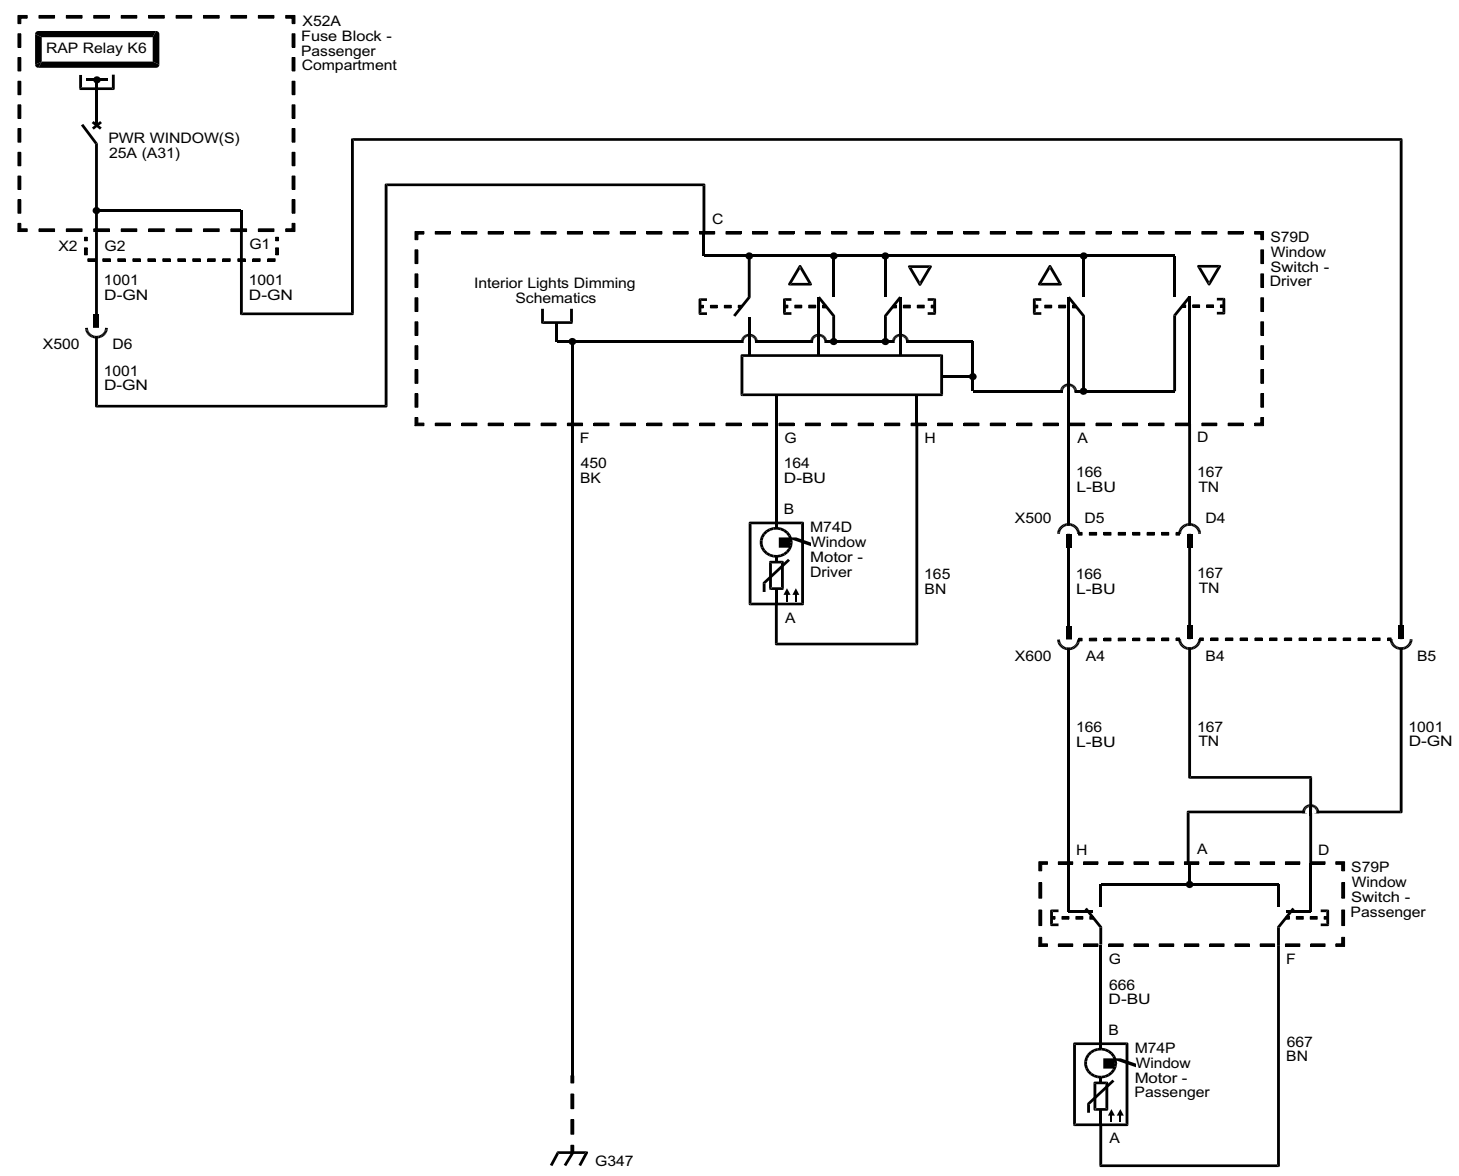 X52A
Fuse Block -
Passenger
Compartment
RAP Relay K6
PWR WINDOW(S)
25A (A31)
X2
G2
G1
1001
D-GN
1001
D-GN
X500
D6
1001
D-GN
C
S79D
Window
Switch -
Driver
Interior Lights Dimming
Schematics
F
G
H
A
D
450
BK
164
D-BU
166
L-BU
167
TN
B
X500
D5
D4
M74D
Window
Motor -
Driver
165
BN
166
L-BU
167
TN
A
X600
A4
B4
B5
166
L-BU
167
TN
1001
D-GN
H
A
D
S79P
Window
Switch -
Passenger
G
F
666
D-BU
B
667
BN
M74P
Window
Motor -
Passenger
A
G347